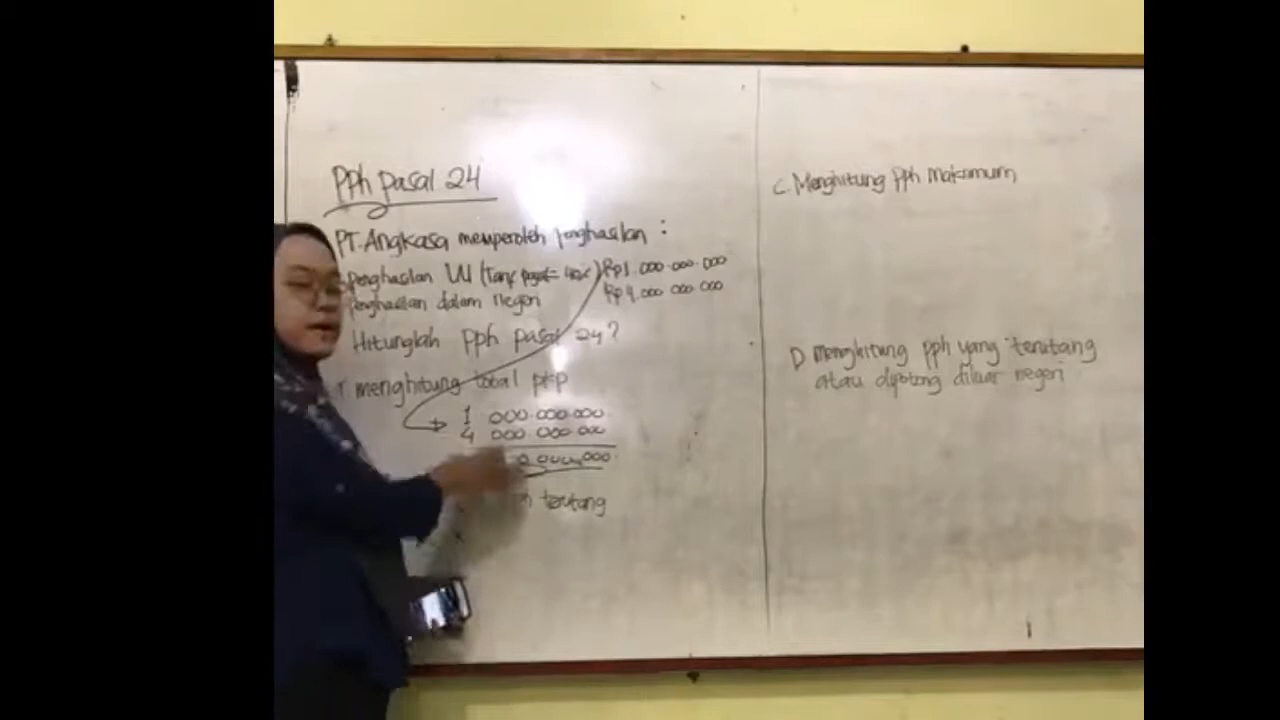 Pph pasal 24
PT. Angkasa memperoleh penghasilan :
penghasilan LN (Tarif pajak = 40%) Rp1.000.000.000
penghasilan dalam negeri Rp4.000 000 000
Hitunglah pph pasal 24?
menghitung total pkp
1 000.000.000
4 000.000.000
000
pph terutang
C. Menghitung pph maksimum
D menghitung pph yang terutang
atau dipotong diluar negeri